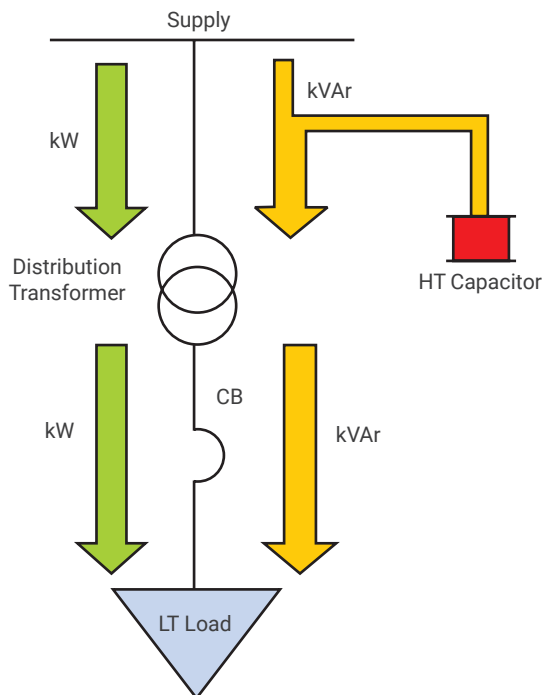 Supply
kVAr
kW
Distribution
Transformer
HT Capacitor
CB
kW
kVAr
LT Load